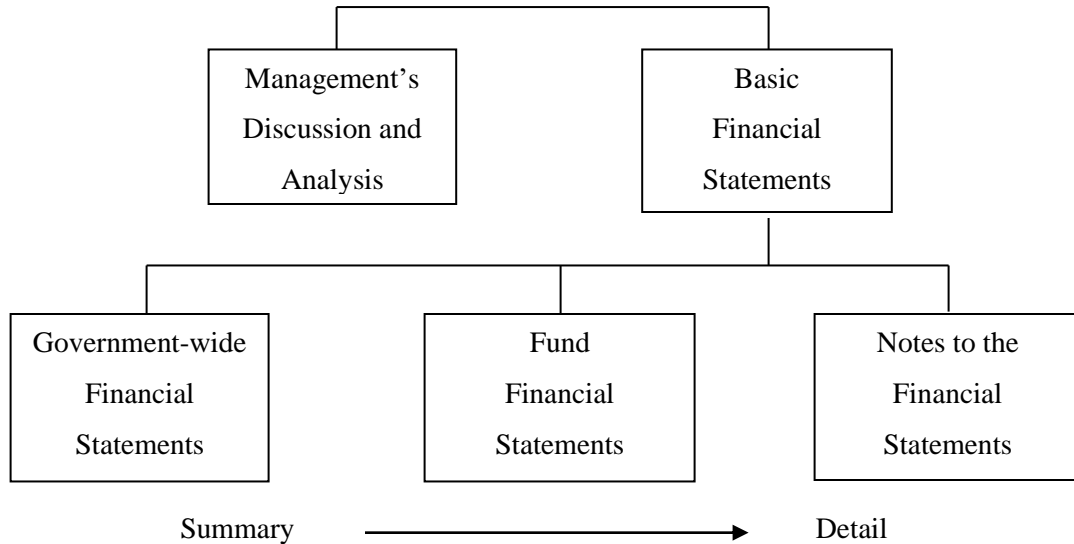 Management’s
Discussion and
Analysis
Basic
Financial
Statements
Government-wide
Financial
Statements
Fund
Financial
Statements
Notes to the
Financial
Statements
Summary
Detail